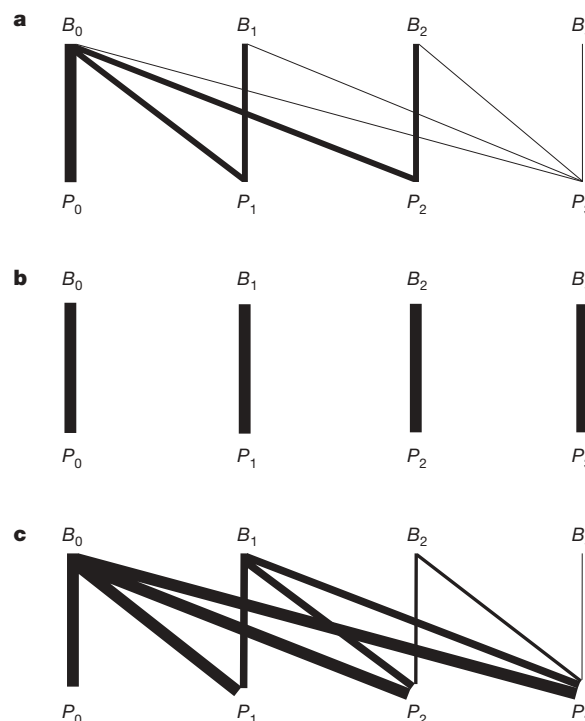 a
B₀ B₁ B₂ B
P₀ P₁ P₂ P
b
B₀ B₁ B₂ B
P₀ P₁ P₂ P
c
B₀ B₁ B₂ B
P₀ P₁ P₂ P